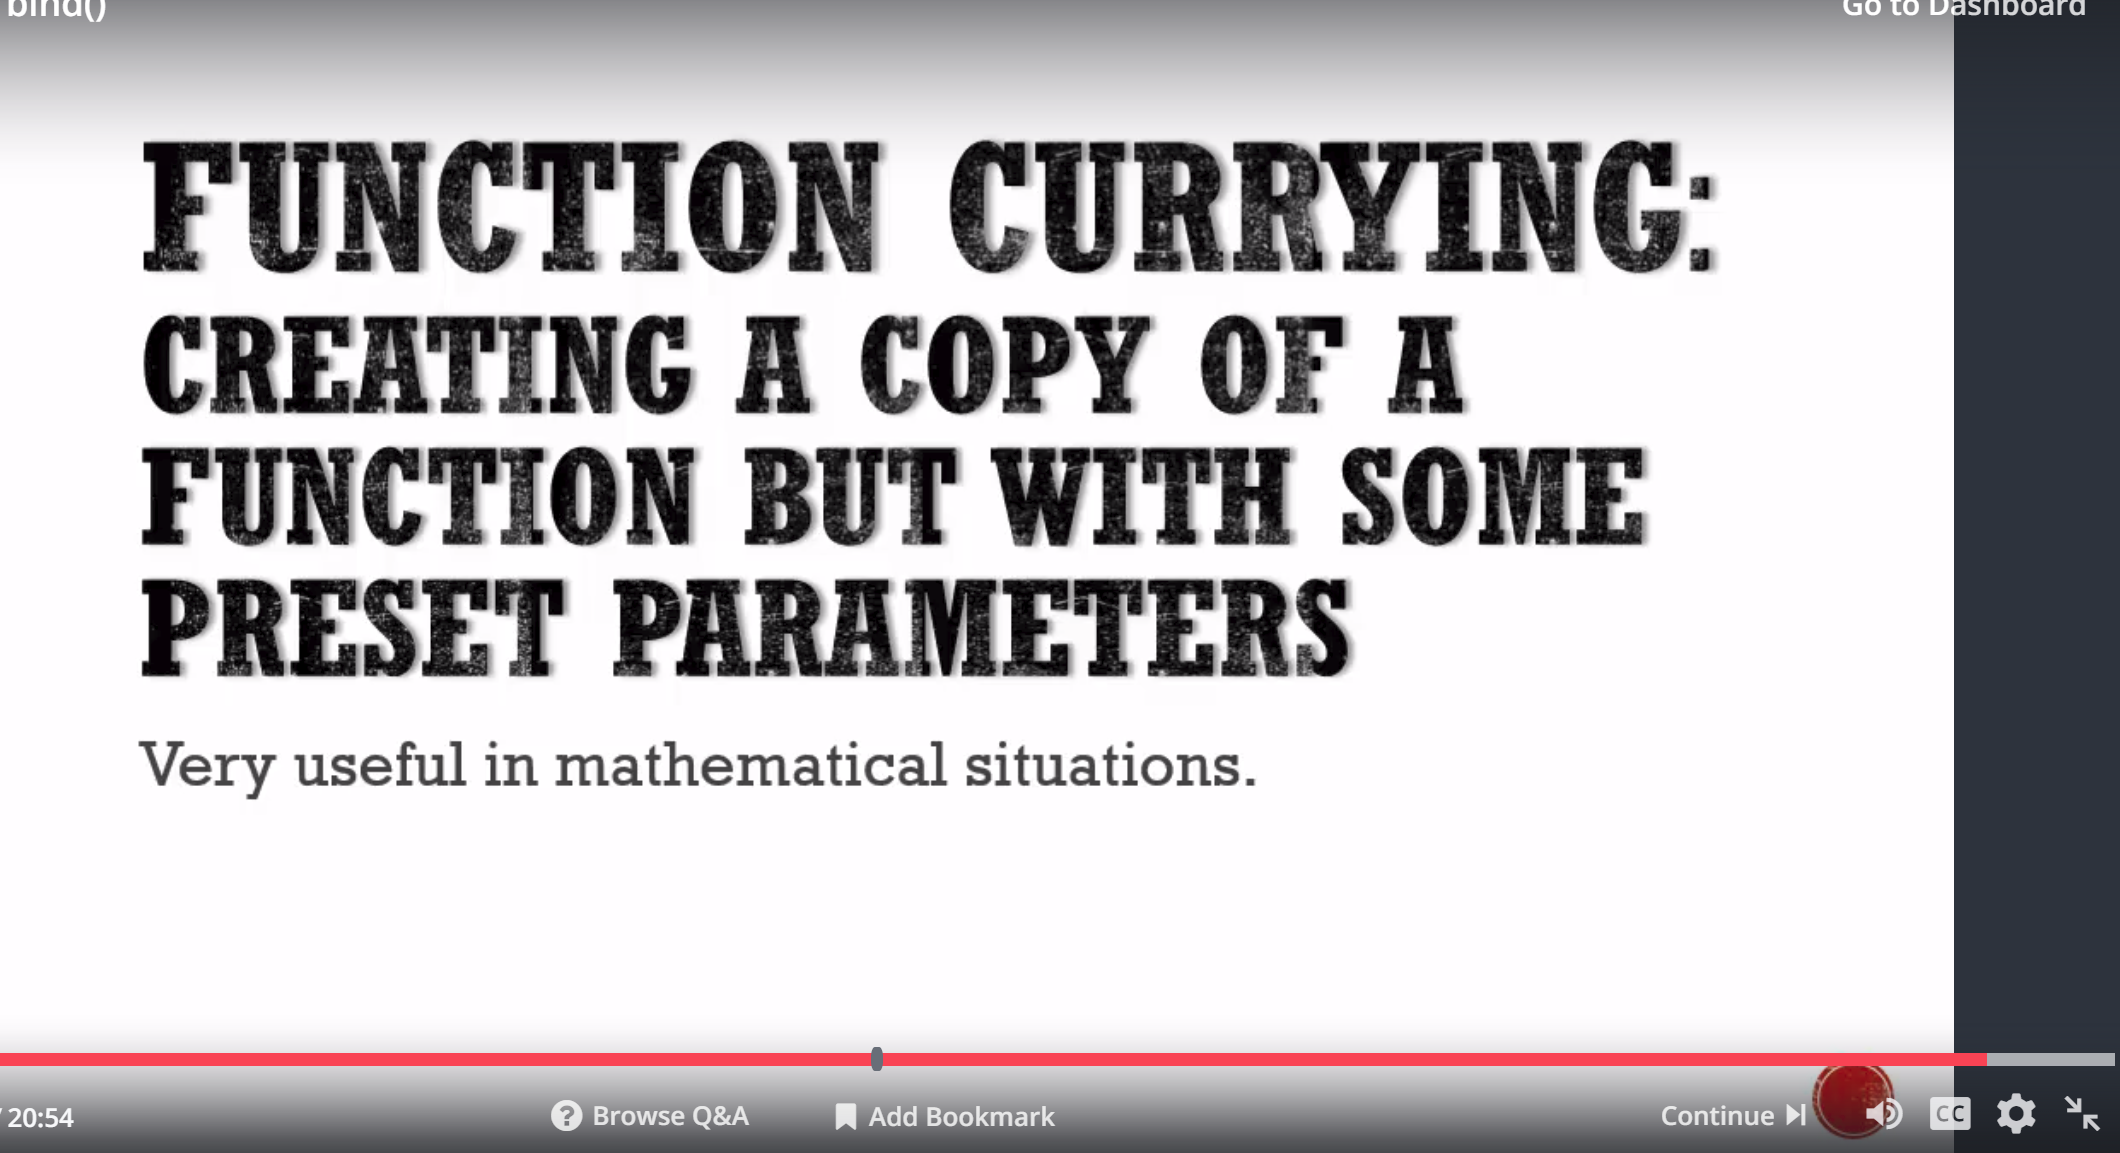 bind()
Go to Dashboard
FUNCTION CURRYING:
CREATING A COPY OF A
FUNCTION BUT WITH SOME
PRESET PARAMETERS
Very useful in mathematical situations.
/ 20:54
? Browse Q&A
Add Bookmark
Continue
CC